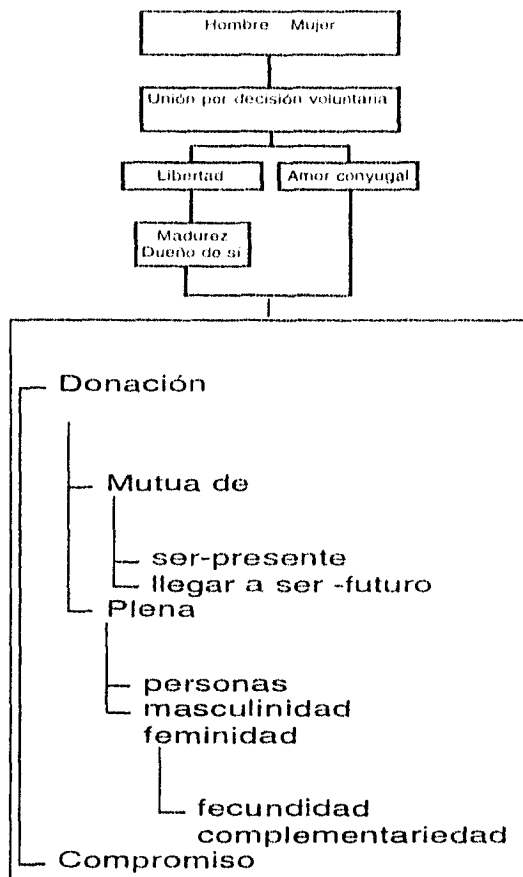 Hombre Mujer
Unión por decisión voluntaria
Libertad
Amor conyugal
Madurez
Dueño de sí
Donación
Mutua de
ser-presente
llegar a ser -futuro
Plena
personas
masculinidad
feminidad
fecundidad
complementariedad
Compromiso